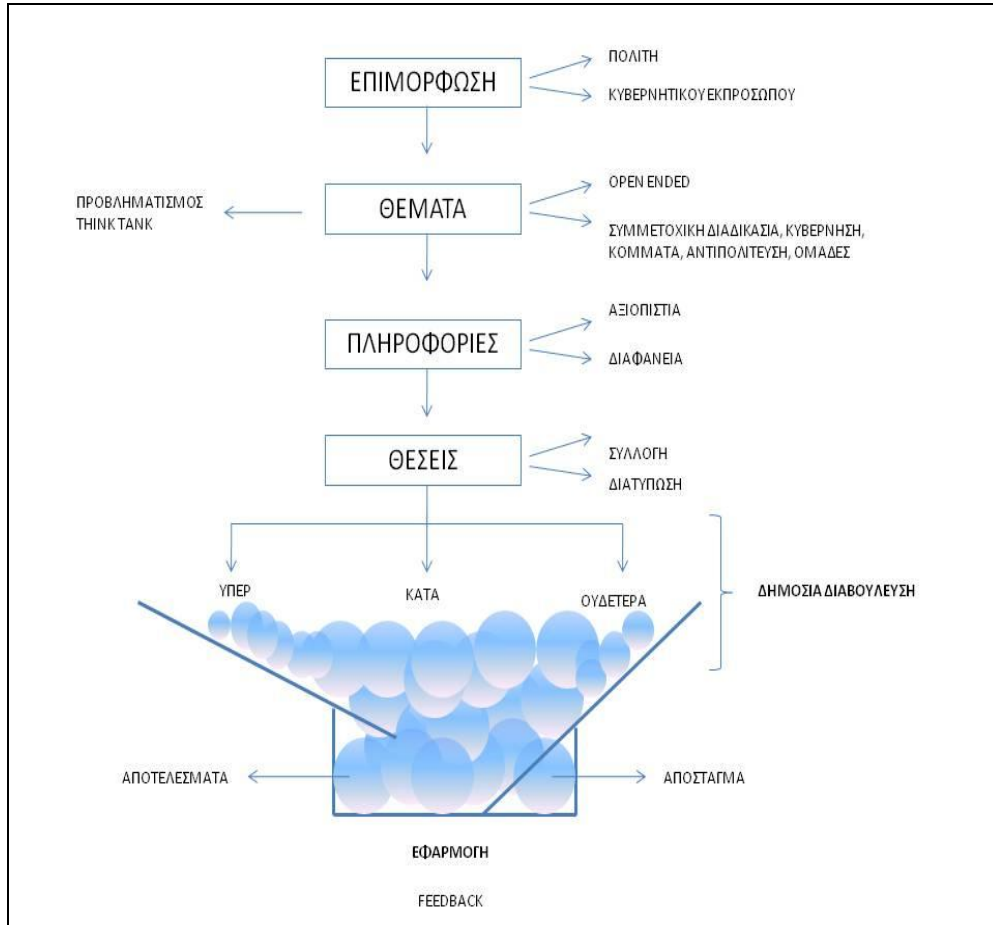 ΕΠΙΜΟΡΦΩΣΗ
ΠΟΛΙΤΗ
ΚΥΒΕΡΝΗΤΙΚΟΥ ΕΚΠΡΟΣΩΠΟΥ
ΠΡΟΒΛΗΜΑΤΙΣΜΟΣ
THINK TANK
ΘΕΜΑΤΑ
OPEN ENDED
ΣΥΜΜΕΤΟΧΙΚΗ ΔΙΑΔΙΚΑΣΙΑ, ΚΥΒΕΡΝΗΣΗ,
ΚΟΜΜΑΤΑ, ΑΝΤΙΠΟΛΙΤΕΥΣΗ, ΟΜΑΔΕΣ
ΠΛΗΡΟΦΟΡΙΕΣ
ΑΞΙΟΠΙΣΤΙΑ
ΔΙΑΦΑΝΕΙΑ
ΘΕΣΕΙΣ
ΣΥΛΛΟΓΗ
ΔΙΑΤΥΠΩΣΗ
ΥΠΕΡ
ΚΑΤΑ
ΟΥΔΕΤΕΡΑ
ΔΗΜΟΣΙΑ ΔΙΑΒΟΥΛΕΥΣΗ
ΑΠΟΤΕΛΕΣΜΑΤΑ
ΑΠΟΣΤΑΓΜΑ
ΕΦΑΡΜΟΓΗ
FEEDBACK